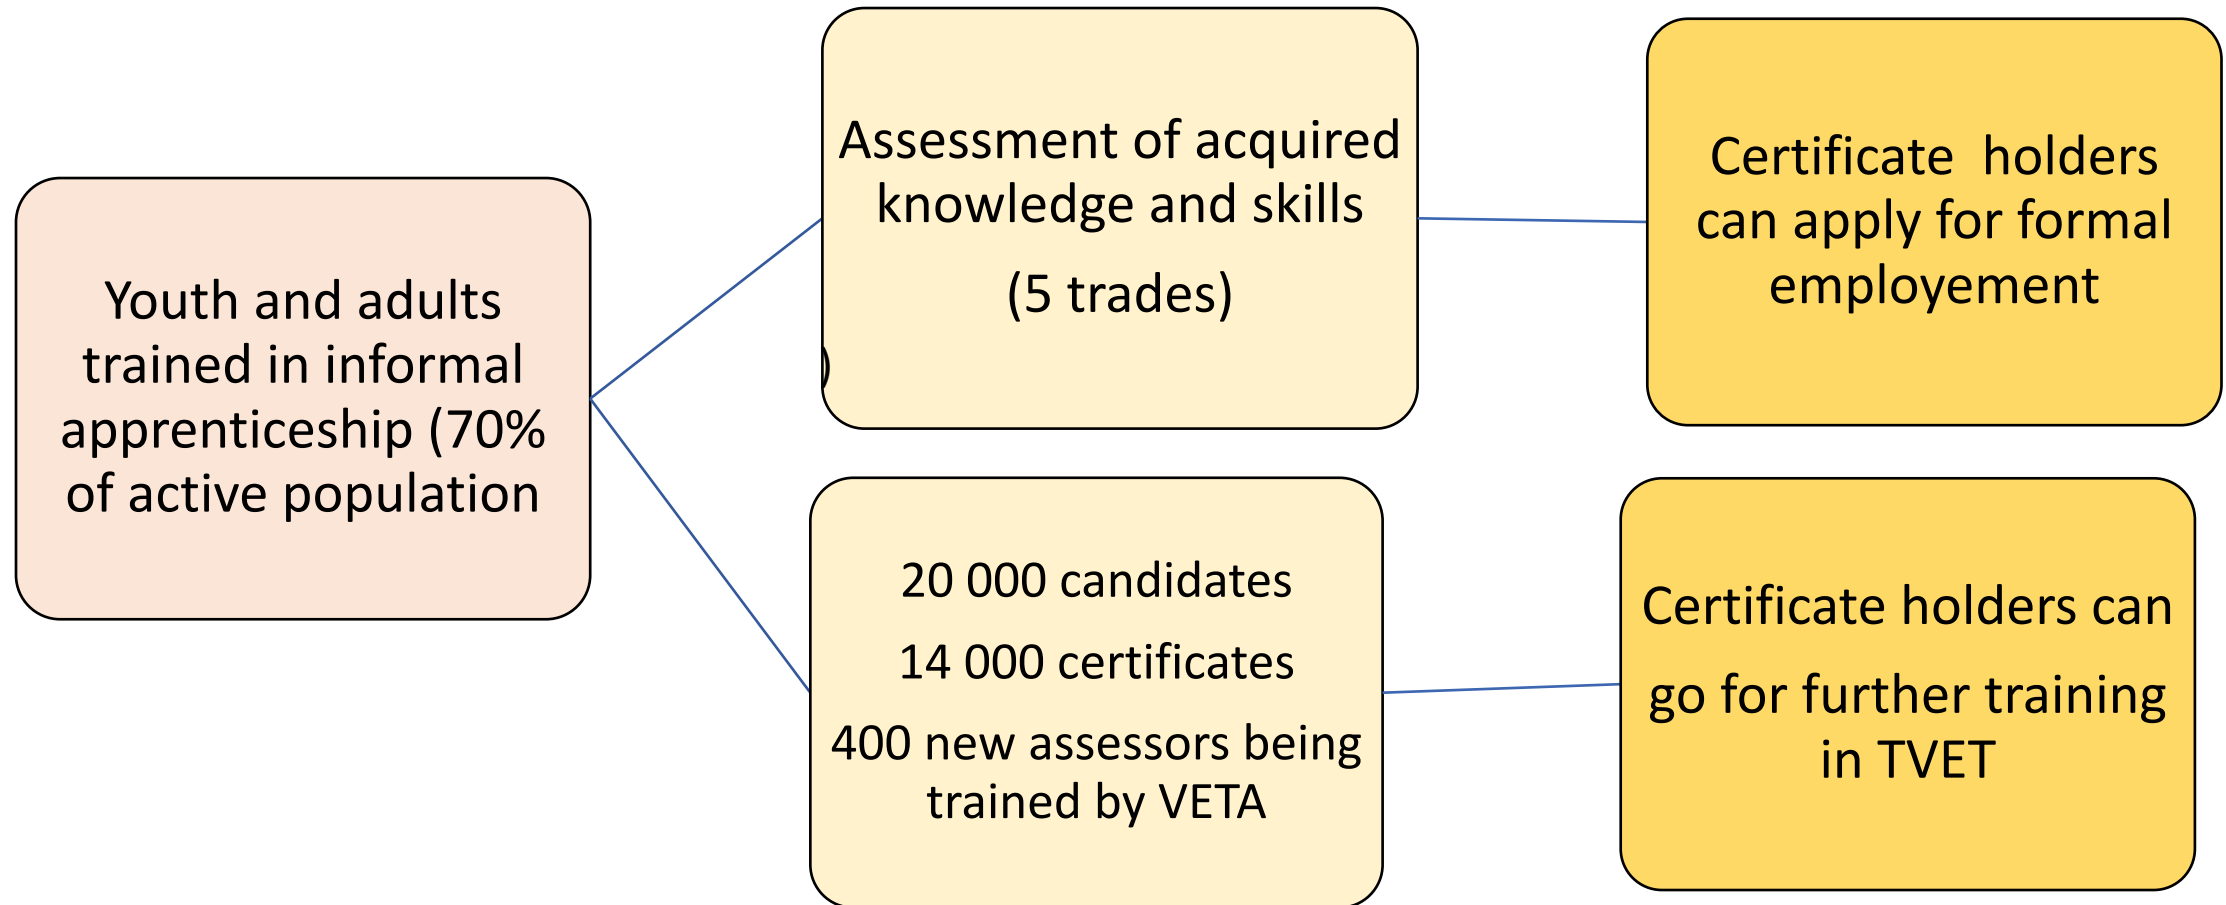 Youth and adults
trained in informal
apprenticeship (70%
of active population
Assessment of acquired
knowledge and skills
(5 trades)
)
20 000 candidates
14 000 certificates
400 new assessors being
trained by VETA
Certificate  holders
can apply for formal
employement
Certificate holders can
go for further training
in TVET